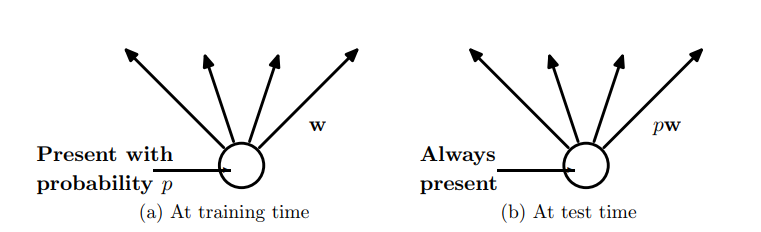 w
Present with
probability p
(a) At training time
pw
Always
present
(b) At test time